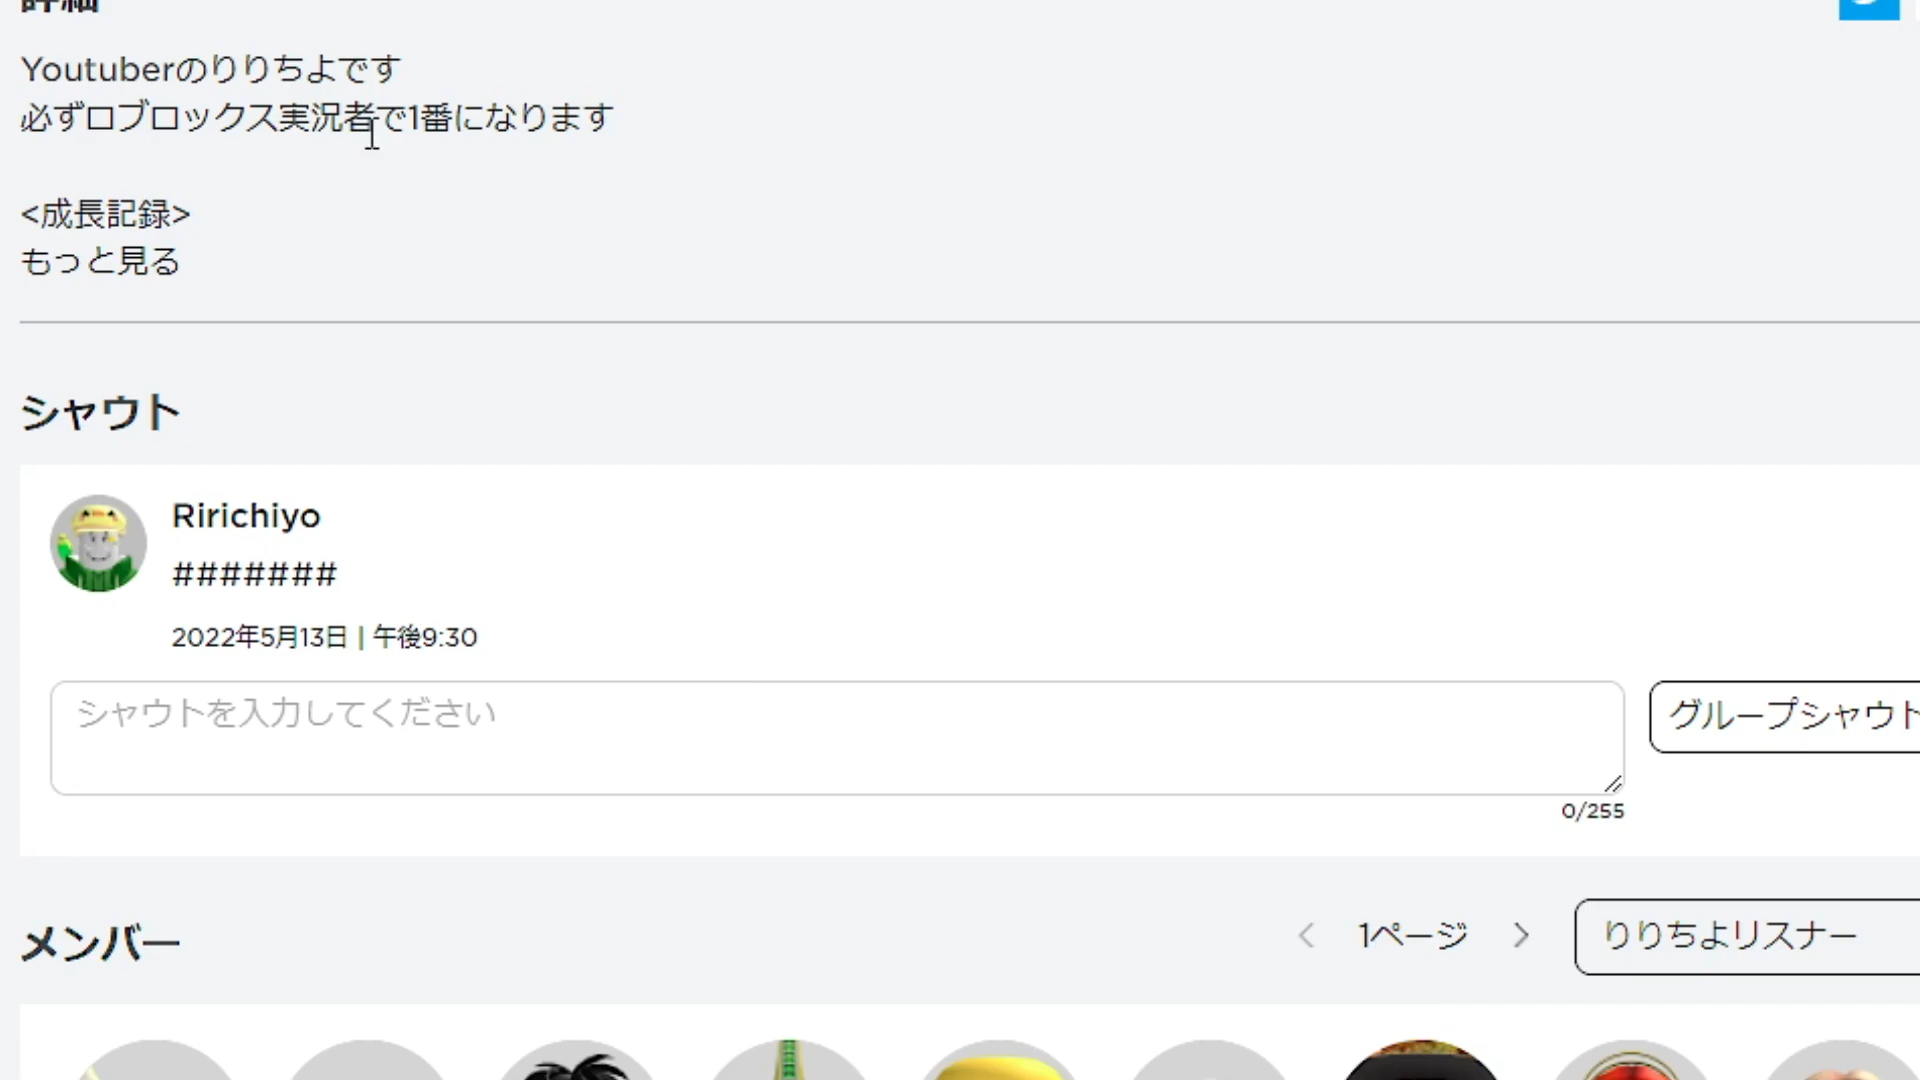 詳細
Youtuberのりりちよです
必ずロブロックス実況者で1番になります
<成長記録>
もっと見る
シャウト
Ririchiyo
#######
2022年5月13日 | 午後9:30
シャウトを入力してください
グループシャウト
0/255
メンバー
1ページ
りりちよリスナー